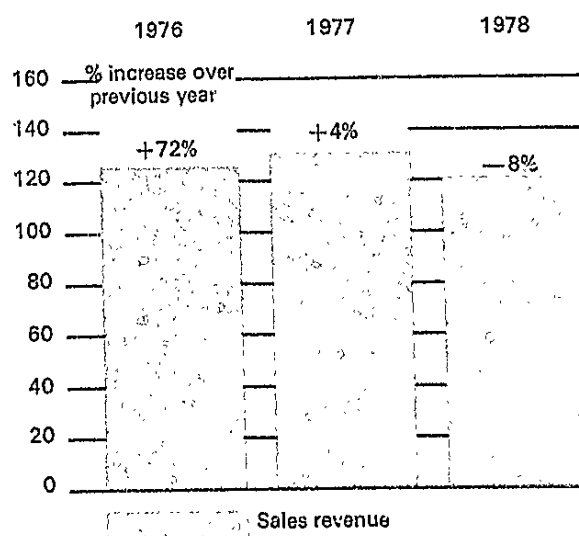 1976 1977 1978
160 % increase over
previous year
140
+72% +4% —8%
120
100
80
60
40
20
0
Sales revenue